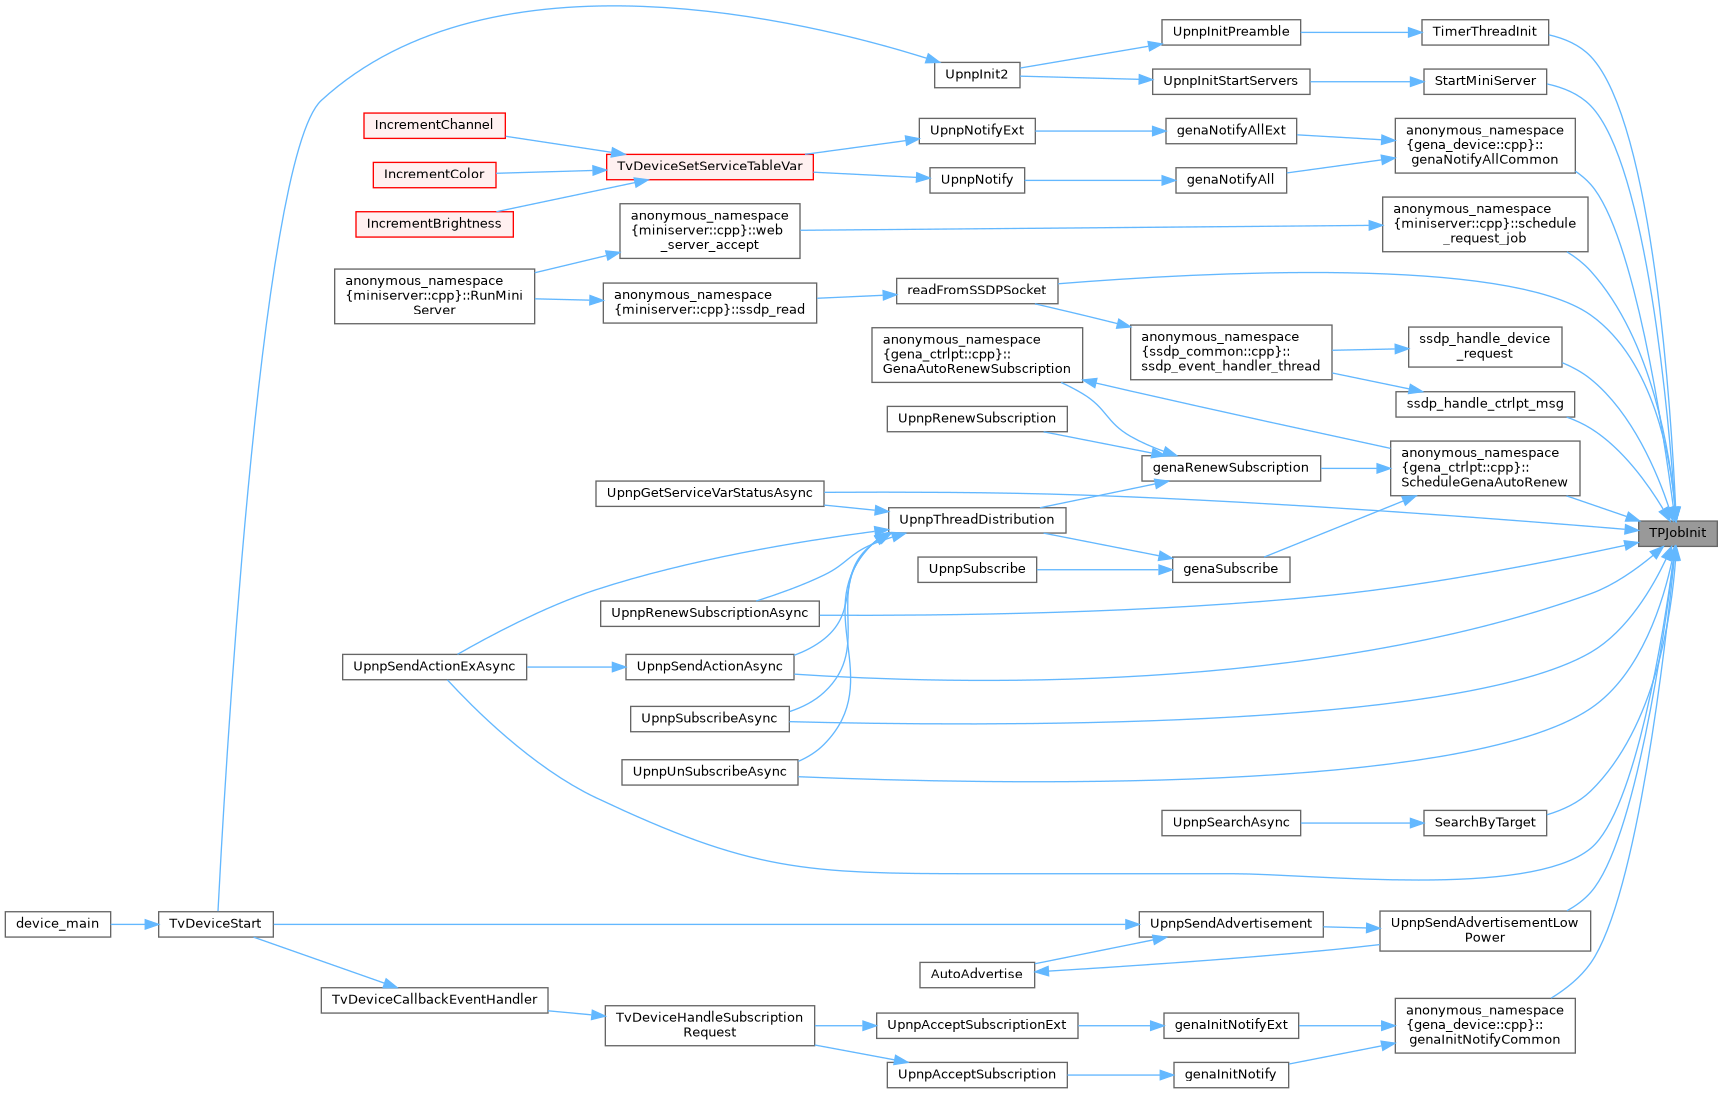 UpnpInitPreamble
TimerThreadInit
UpnpInit2
UpnpInitStartServers
StartMiniServer
IncrementChannel
UpnpNotifyExt
genaNotifyAllExt
anonymous_namespace
{gena_device::cpp}::
genaNotifyAllCommon
TvDeviceSetServiceTableVar
IncrementColor
UpnpNotify
genaNotifyAll
IncrementBrightness
anonymous_namespace
{miniserver::cpp}::web
_server_accept
anonymous_namespace
{miniserver::cpp}::schedule
_request_job
anonymous_namespace
{miniserver::cpp}::RunMini
Server
anonymous_namespace
{miniserver::cpp}::ssdp_read
readFromSSDPSocket
anonymous_namespace
{gena_ctrlpt::cpp}::
GenaAutoRenewSubscription
anonymous_namespace
{ssdp_common::cpp}::
ssdp_event_handler_thread
ssdp_handle_device
_request
ssdp_handle_ctrlpt_msg
UpnpRenewSubscription
genaRenewSubscription
anonymous_namespace
{gena_ctrlpt::cpp}::
ScheduleGenaAutoRenew
UpnpGetServiceVarStatusAsync
UpnpThreadDistribution
TPJobInit
UpnpSubscribe
genaSubscribe
UpnpRenewSubscriptionAsync
UpnpSendActionExAsync
UpnpSendActionAsync
UpnpSubscribeAsync
UpnpUnSubscribeAsync
UpnpSearchAsync
SearchByTarget
device_main
TvDeviceStart
UpnpSendAdvertisement
UpnpSendAdvertisementLow
Power
AutoAdvertise
TvDeviceCallbackEventHandler
TvDeviceHandleSubscription
Request
UpnpAcceptSubscriptionExt
genaInitNotifyExt
anonymous_namespace
{gena_device::cpp}::
genaInitNotifyCommon
UpnpAcceptSubscription
genaInitNotify